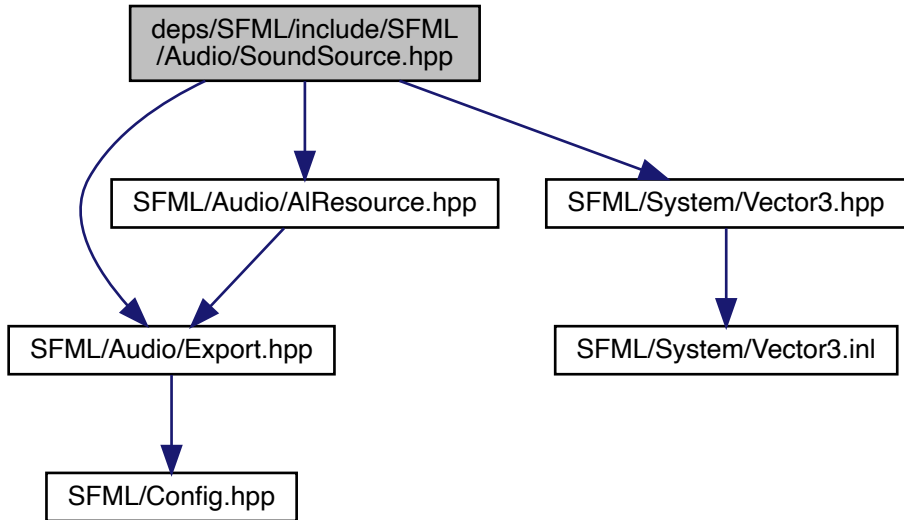 deps/SFML/include/SFML
/Audio/SoundSource.hpp
SFML/Audio/AlResource.hpp
SFML/System/Vector3.hpp
SFML/Audio/Export.hpp
SFML/System/Vector3.inl
SFML/Config.hpp